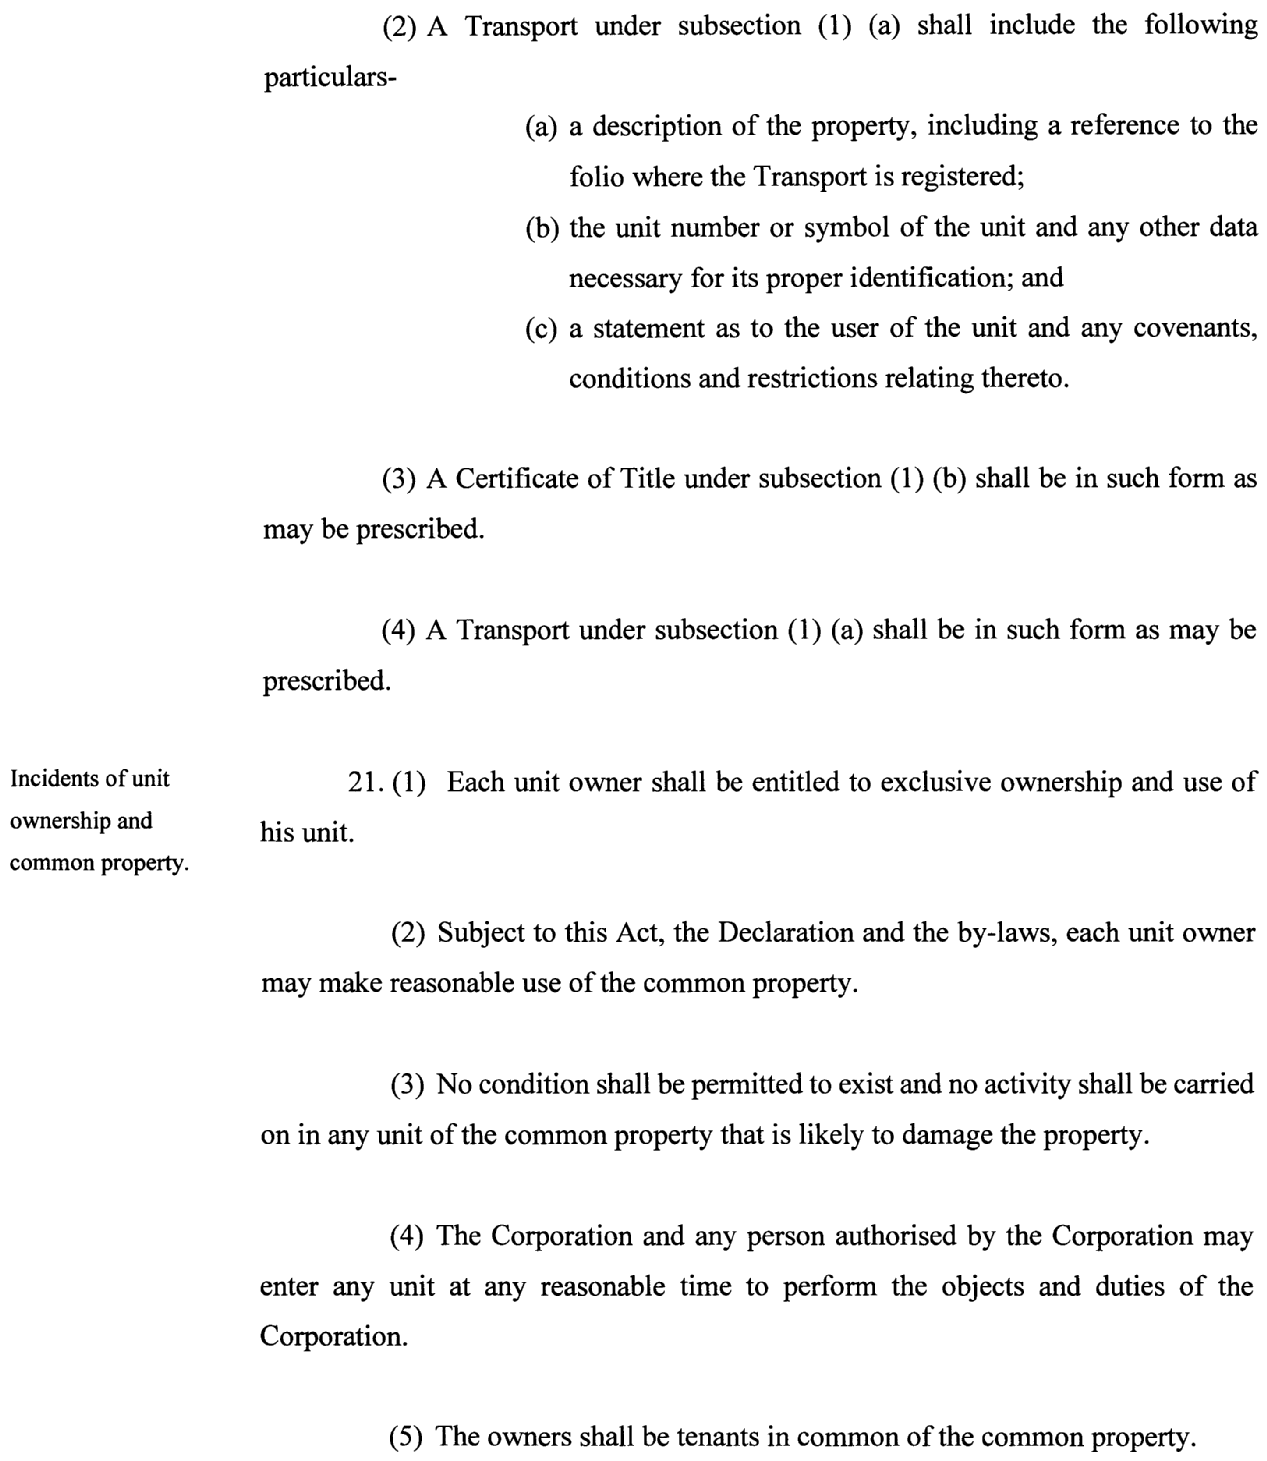 (2) A Transport under subsection (1) (a) shall include the following
particulars-
(a) a description of the property, including a reference to the
folio where the Transport is registered;
(b) the unit number or symbol of the unit and any other data
necessary for its proper identification; and
(c) a statement as to the user of the unit and any covenants,
conditions and restrictions relating thereto.
(3) A Certificate of Title under subsection (1) (b) shall be in such form as
may be prescribed.
(4) A Transport under subsection (1) (a) shall be in such form as may be
prescribed.
Incidents of unit
ownership and
common property.
21. (1) Each unit owner shall be entitled to exclusive ownership and use of
his unit.
(2) Subject to this Act, the Declaration and the by-laws, each unit owner
may make reasonable use of the common property.
(3) No condition shall be permitted to exist and no activity shall be carried
on in any unit of the common property that is likely to damage the property.
(4) The Corporation and any person authorised by the Corporation may
enter any unit at any reasonable time to perform the objects and duties of the
Corporation.
(5) The owners shall be tenants in common of the common property.